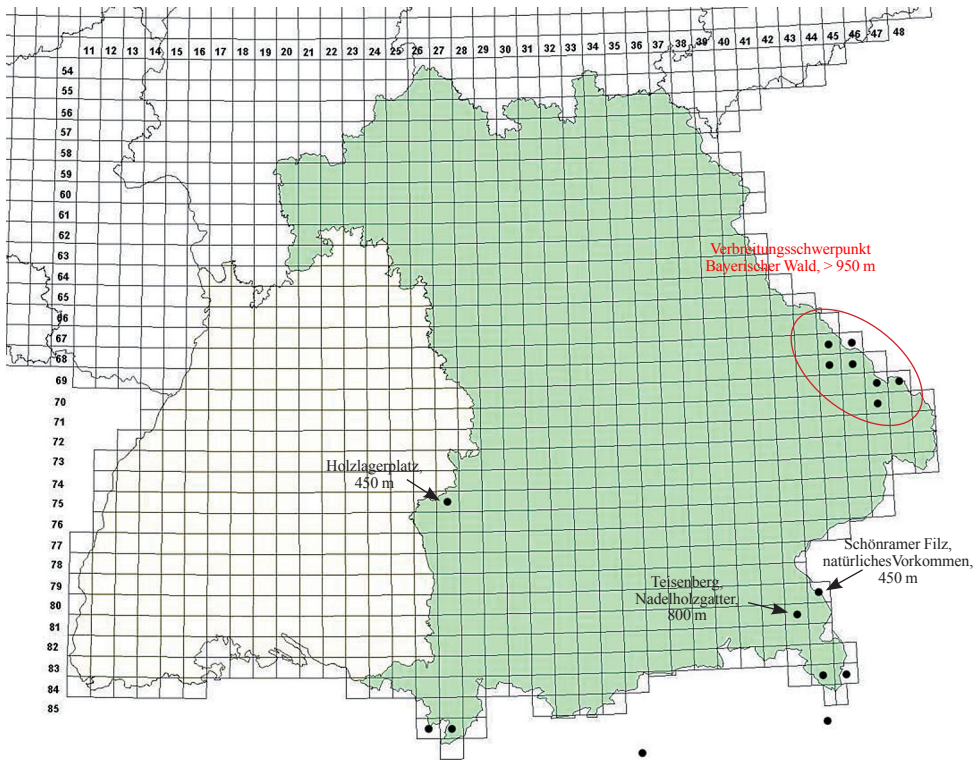 11 12 13 14 15 16 17 18 19 20 21 22 23 24 25 26 27 28 29 30 31 32 33 34 35 36 37 38 39 40 41 42 43 44 45 46 47 48
54
55
56
57
58
59
60
61
62
63
64
65
66
67
68
69
70
71
72
73
74
75
76
77
78
79
80
81
82
83
84
85
Verbreitungsschwerpunkt
Bayerischer Wald, > 950 m
Holzlagerplatz,
450 m
Schönramer Filz,
natürlichesVorkommen,
450 m
Teisenberg,
Nadelholzgatter,
800 m